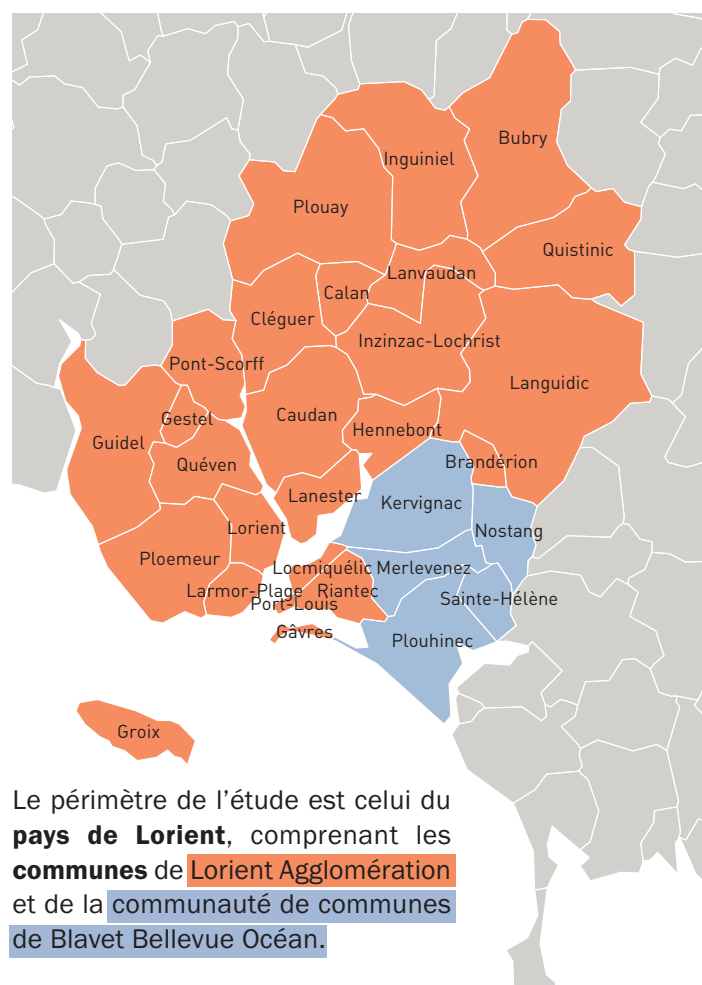 Bubry
Inguiniel
Plouay
Quistinic
Lanvaudan
Calan
Cléguer
Inzinzac-Lochrist
Pont-Scorff
Languidic
Gestel
Caudan
Guidel
Hennebont
Quéven
Brandérion
Lanester
Kervignac
Lorient
Nostang
Ploemeur
Locmiquélic Merlevenez
Larmor-Plage Riantec
Sainte-Hélène
Port-Louis
Gâvres
Plouhinec
Groix
Le périmètre de l’étude est celui du
pays de Lorient, comprenant les
communes de Lorient Agglomération
et de la communauté de communes
de Blavet Bellevue Océan.